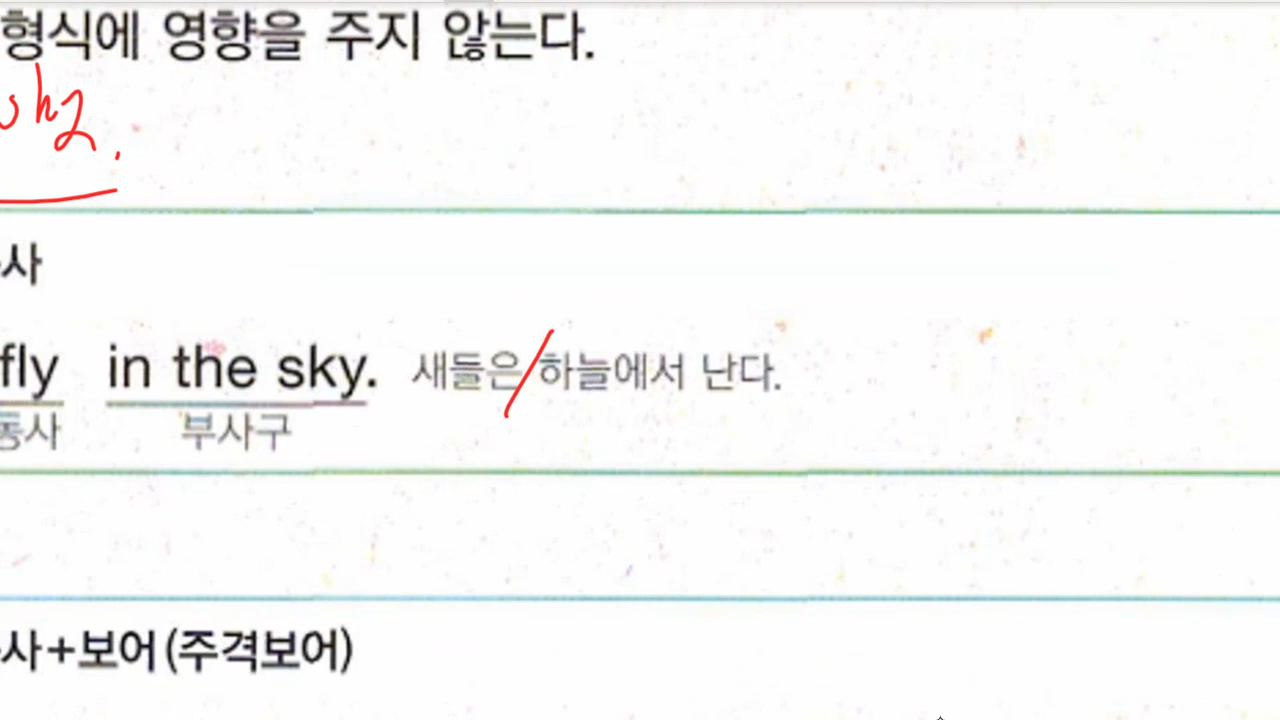 형식에 영향을 주지 않는다.
사
fly in the sky. 새들은/하늘에서 난다.
동사 부사구
사+보어(주격보어)